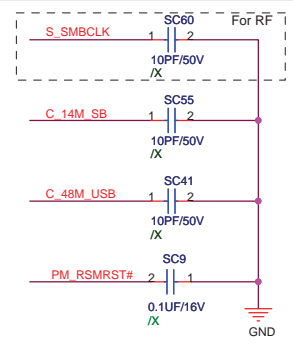 SC60 For RF
S_SMBCLK 1 2
10PF/50V
/X
SC55
C_14M_SB 1 2
10PF/50V
/X
SC41
C_48M_USB 1 2
10PF/50V
/X
SC9
PM_RSMRST# 2 1
0.1UF/16V
/X
GND